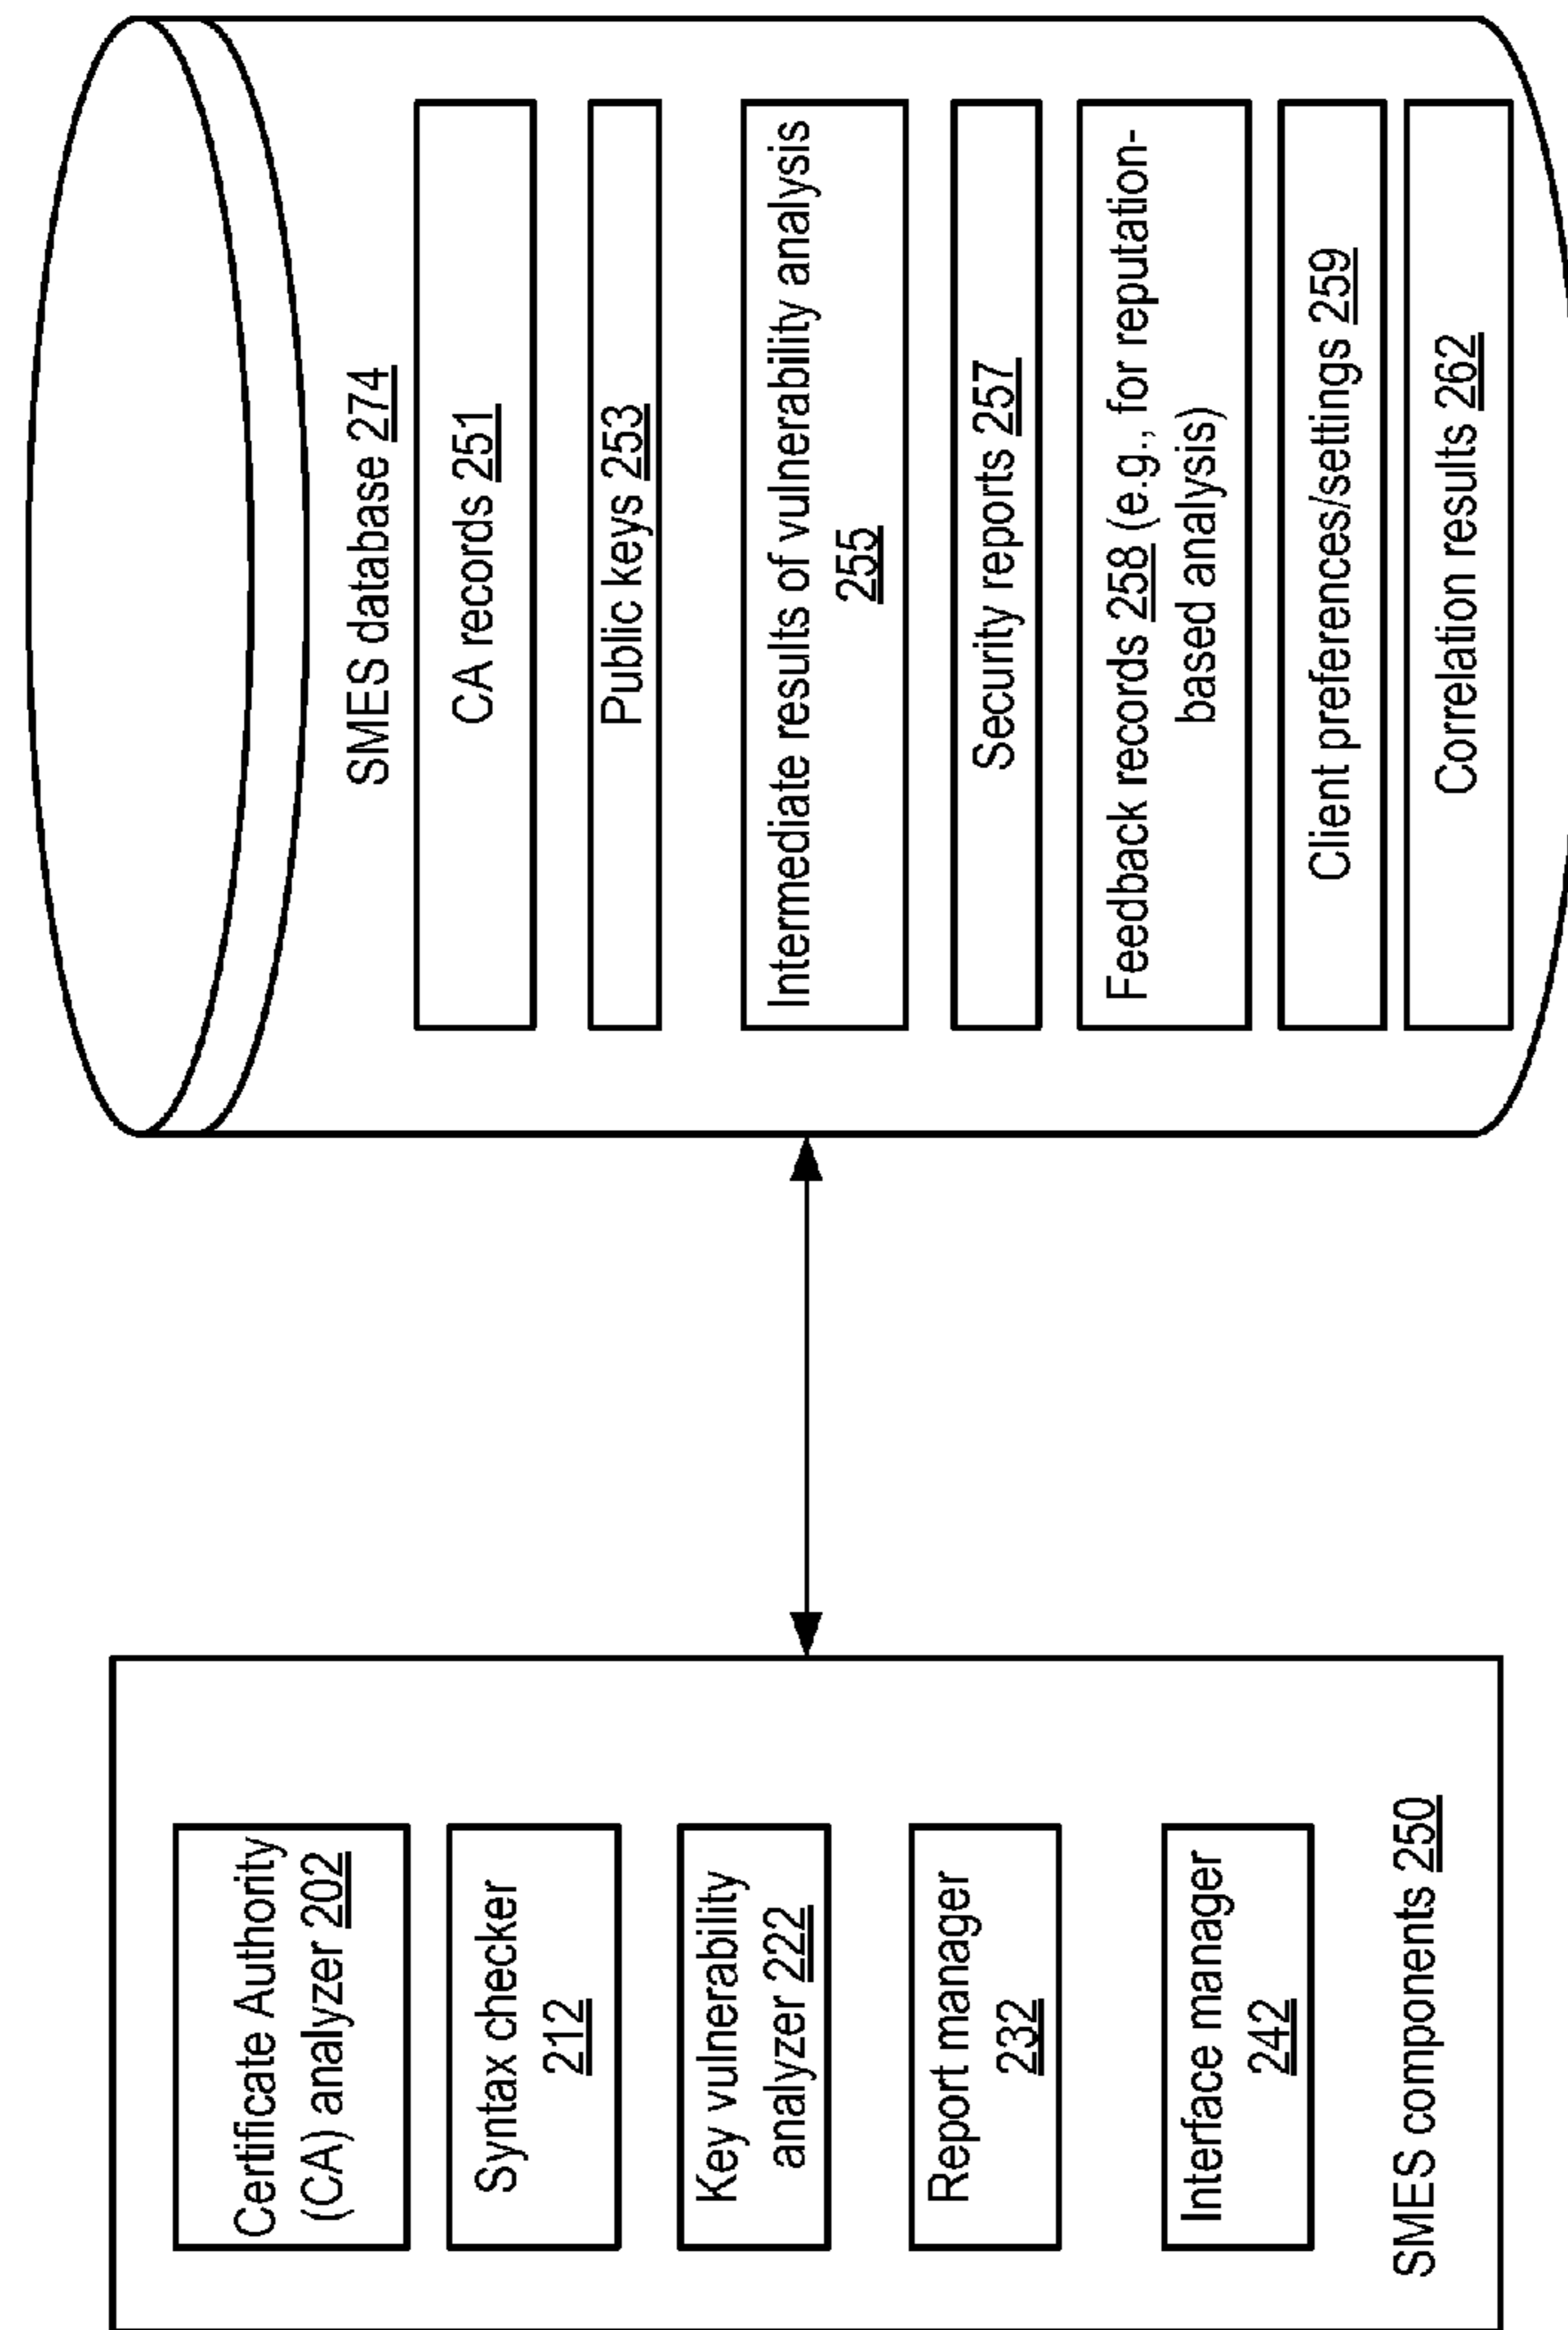 Certificate Authority
(CA) analyzer 202
Syntax checker
212
Key vulnerability
analyzer 222
Report manager
232
Interface manager
242
SMES components 250
SMES database 274
CA records 251
Public keys 253
Intermediate results of vulnerability analysis
255
Security reports 257
Feedback records 258 (e.g., for reputation-
based analysis)
Client preferences/settings 259
Correlation results 262